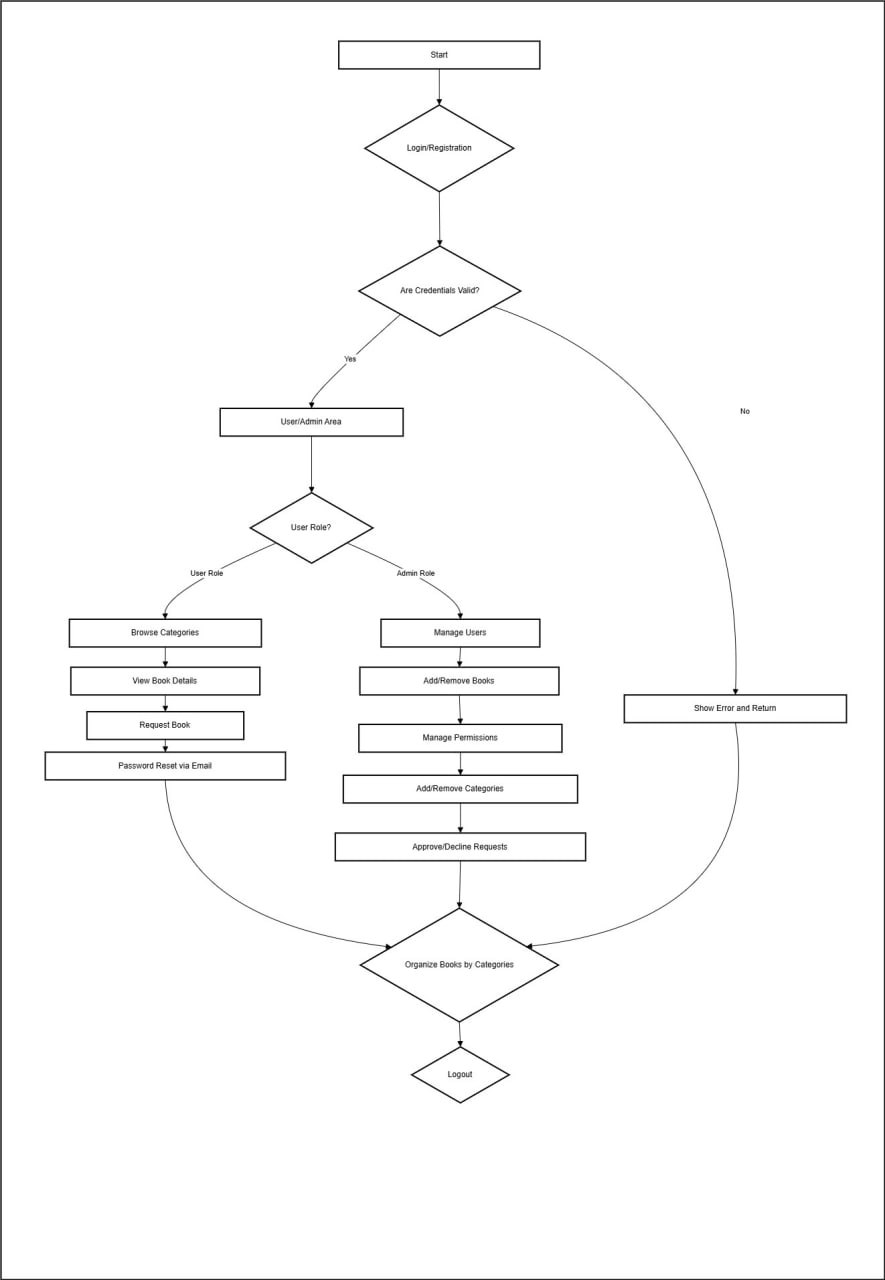 Start
Login/Registration
Are Credentials Valid?
Yes
No
User/Admin Area
User Role?
User Role
Admin Role
Browse Categories
Manage Users
View Book Details
Add/Remove Books
Show Error and Return
Request Book
Manage Permissions
Password Reset via Email
Add/Remove Categories
Approve/Decline Requests
Organize Books by Categories
Logout